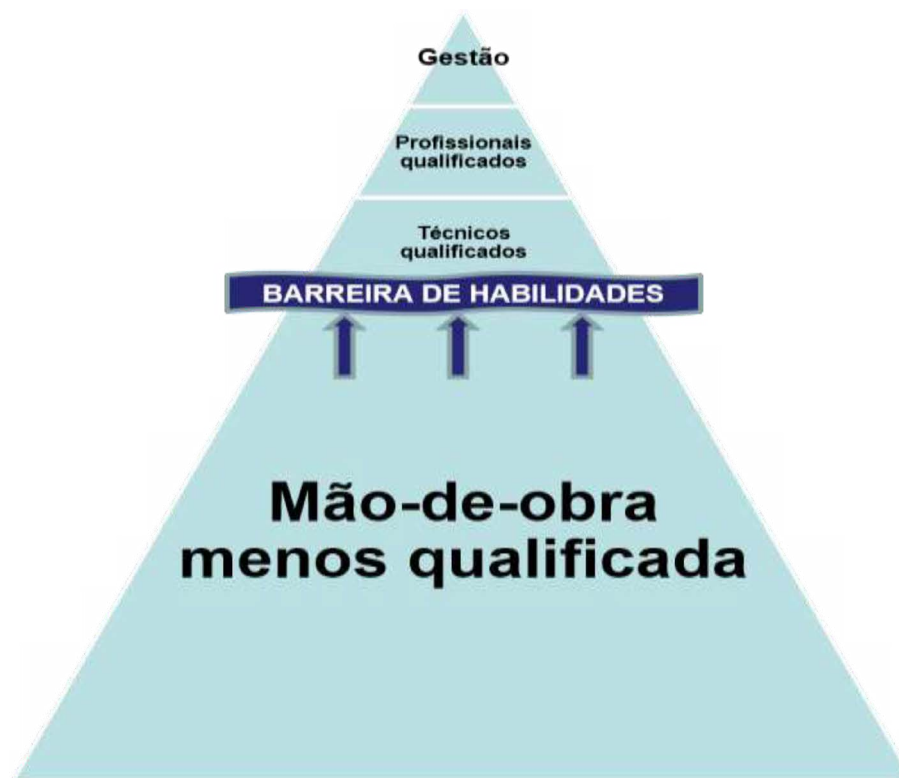 Gestão
Profissionais
qualificados
Técnicos
qualificados
BARREIRA DE HABILIDADES
Mão-de-obra
menos qualificada